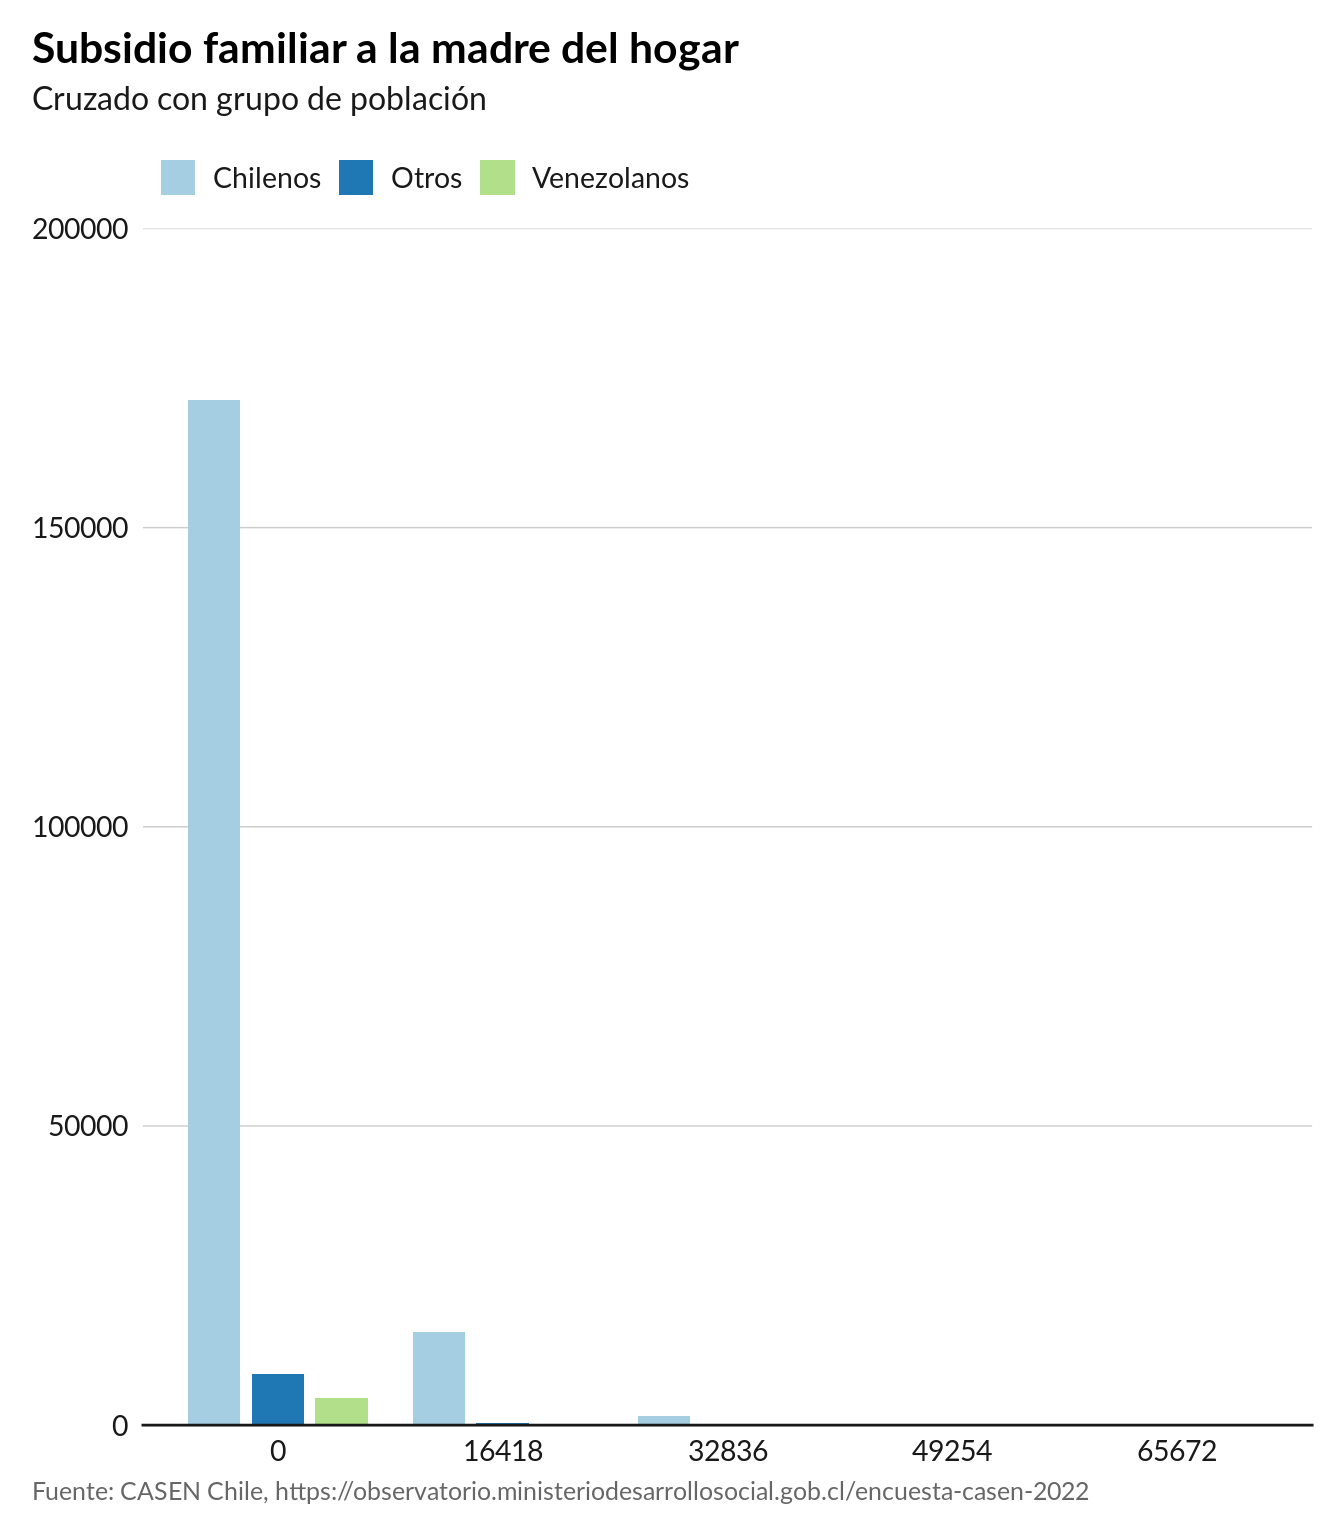 Subsidio familiar a la madre del hogar
Cruzado con grupo de población
Chilenos Otros Venezolanos
200000
150000
100000
50000
0
0 16418 32836 49254 65672
Fuente: CASEN Chile, https://observatorio.ministeriodesarrollosocial.gob.cl/encuesta-casen-2022